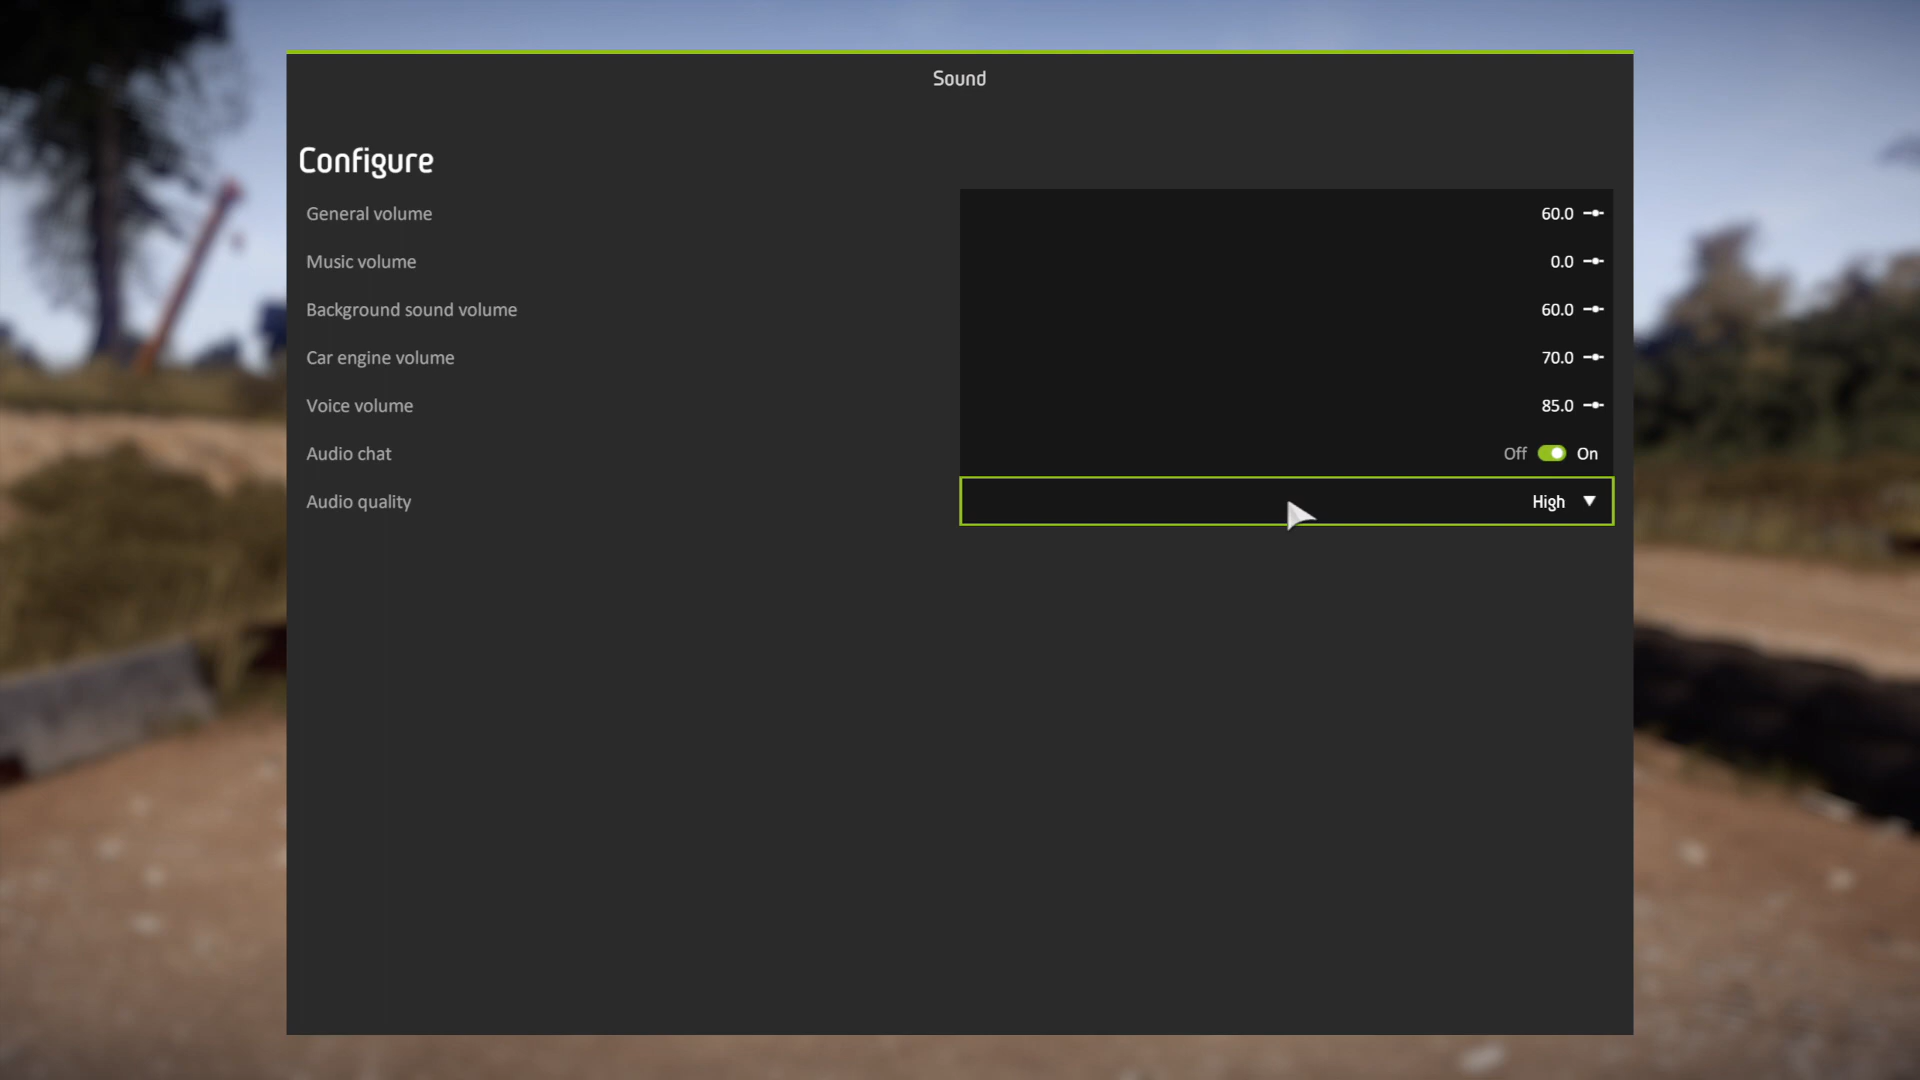 Sound
Configure
General volume 60.0
Music volume 0.0
Background sound volume 60.0
Car engine volume 70.0
Voice volume 85.0
Audio chat Off On
Audio quality High